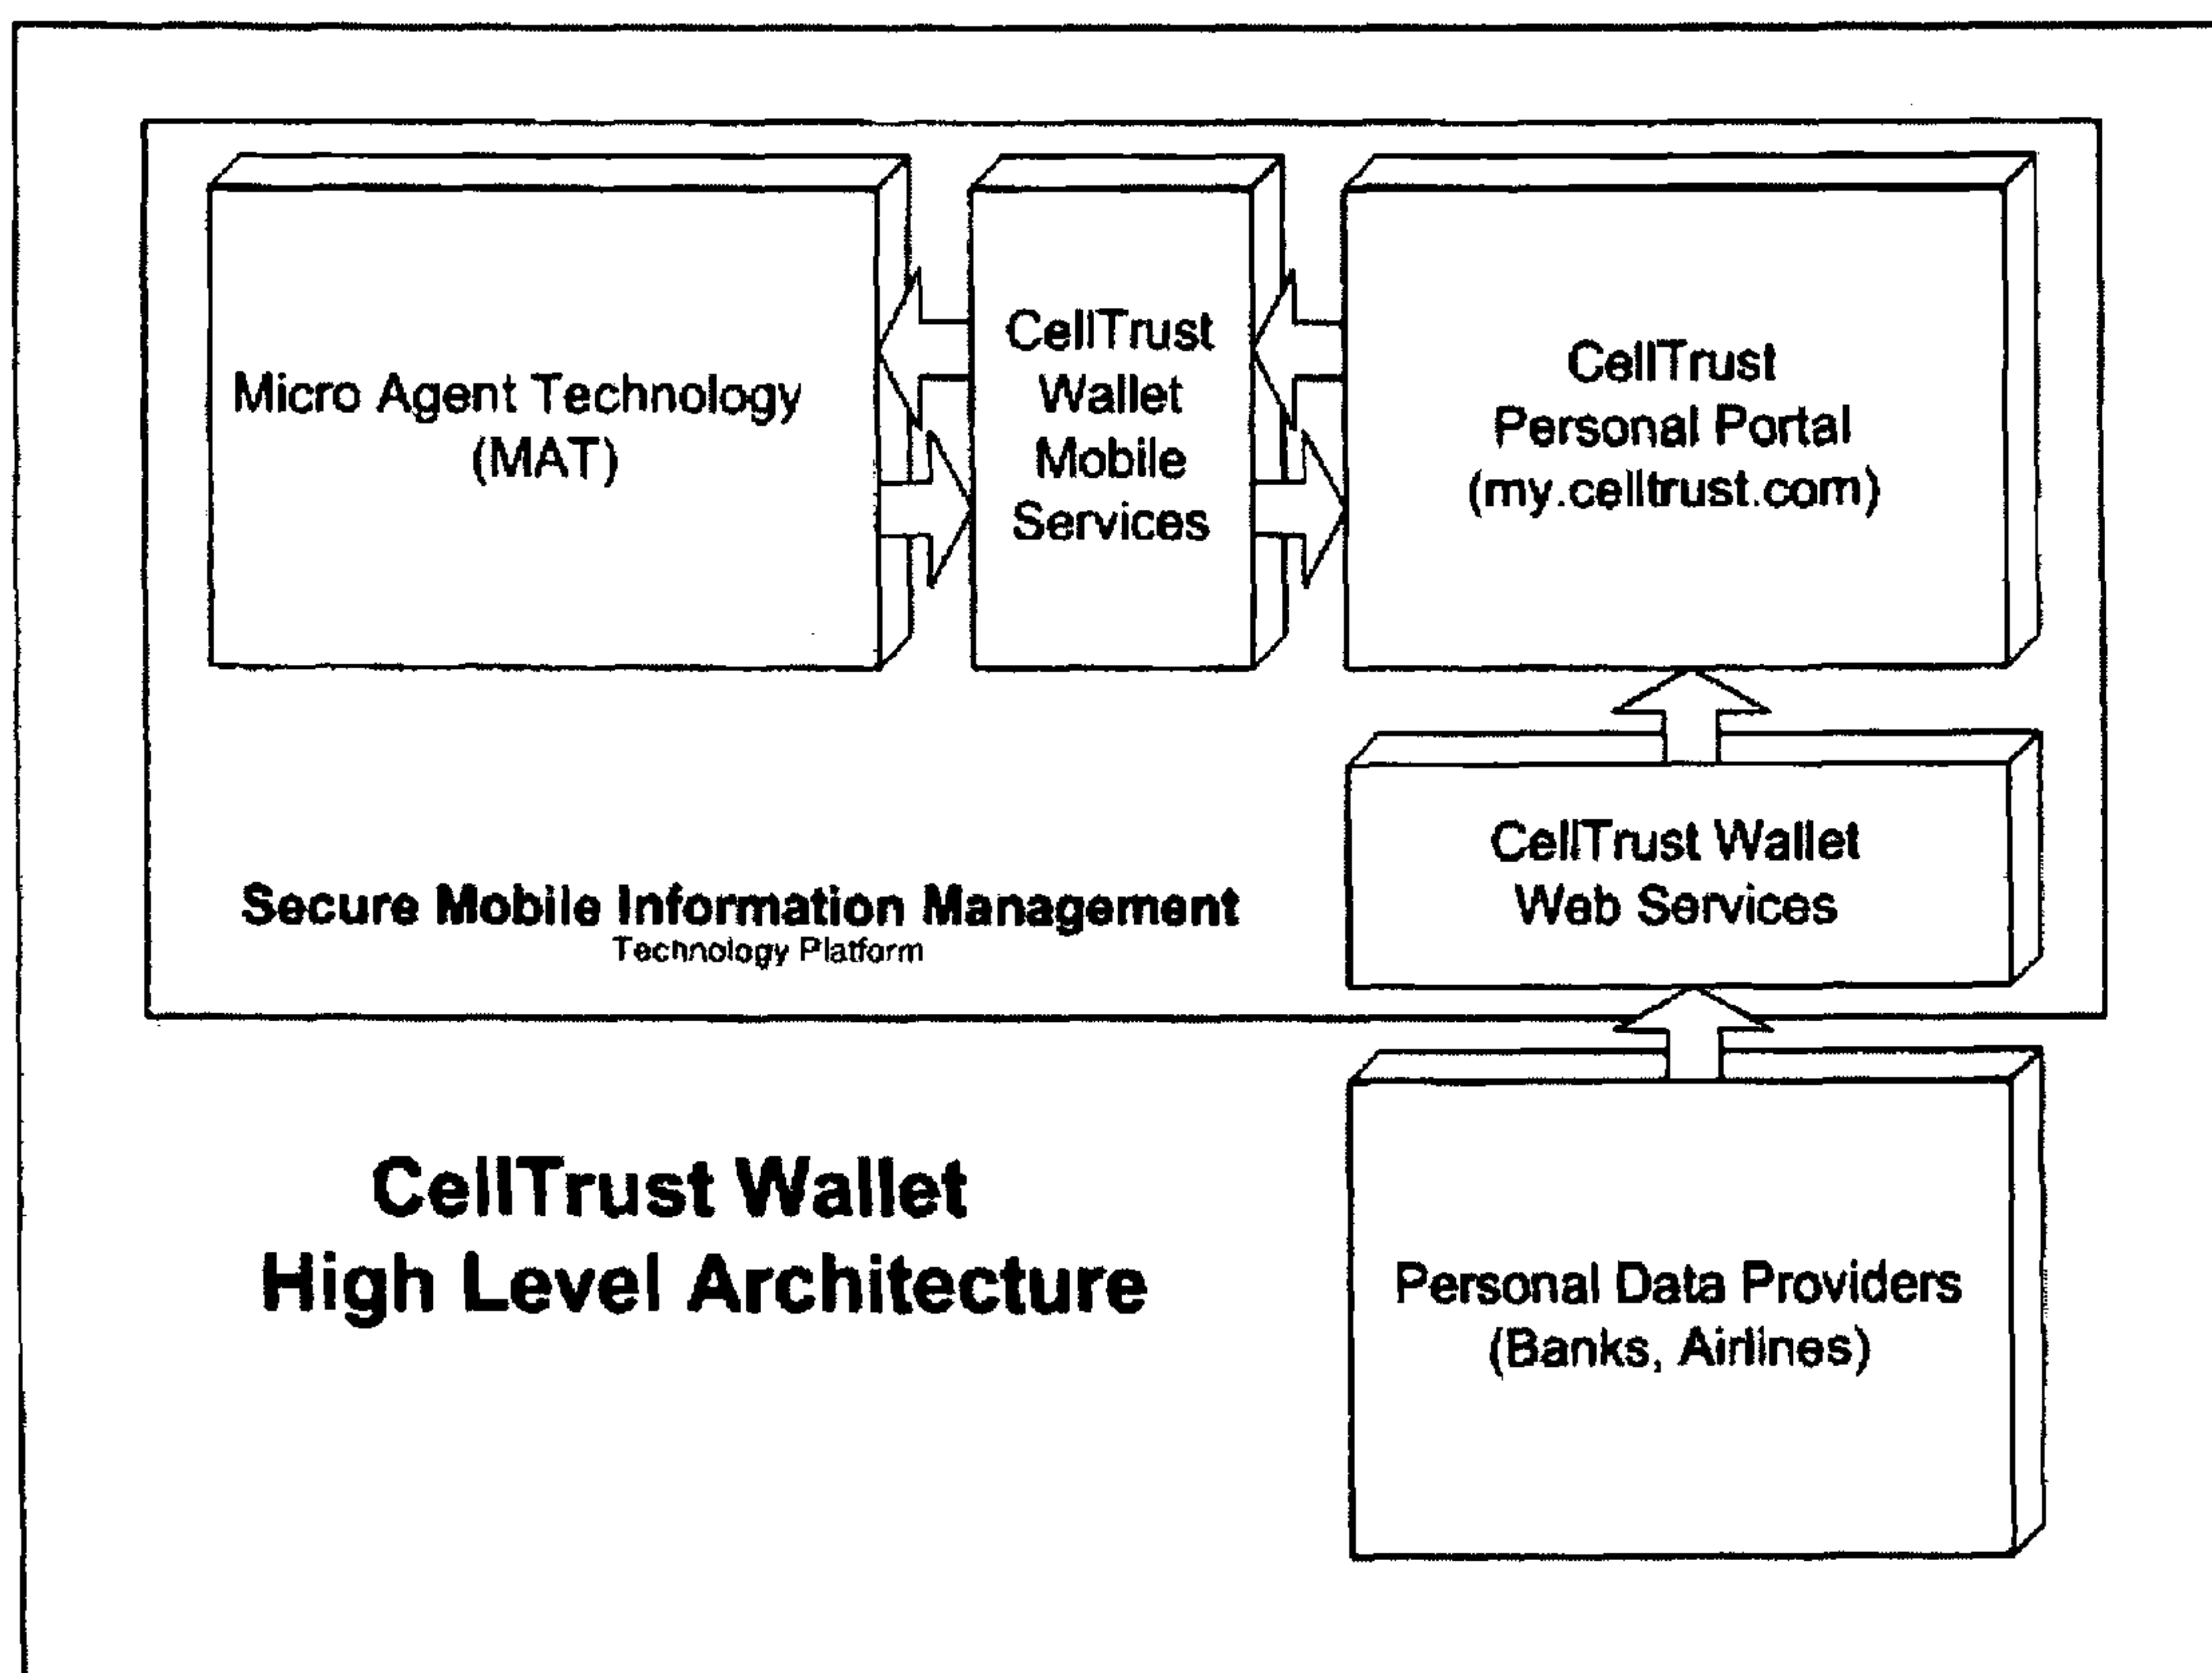 Micro Agent Technology
(MAT)
CellTrust
Wallet
Mobile
Services
CellTrust
Personal Portal
(my.celltrust.com)
CellTrust Wallet
Web Services
Secure Mobile Information Management
Technology Platform
CellTrust Wallet
High Level Architecture
Personal Data Providers
(Banks, Airlines)